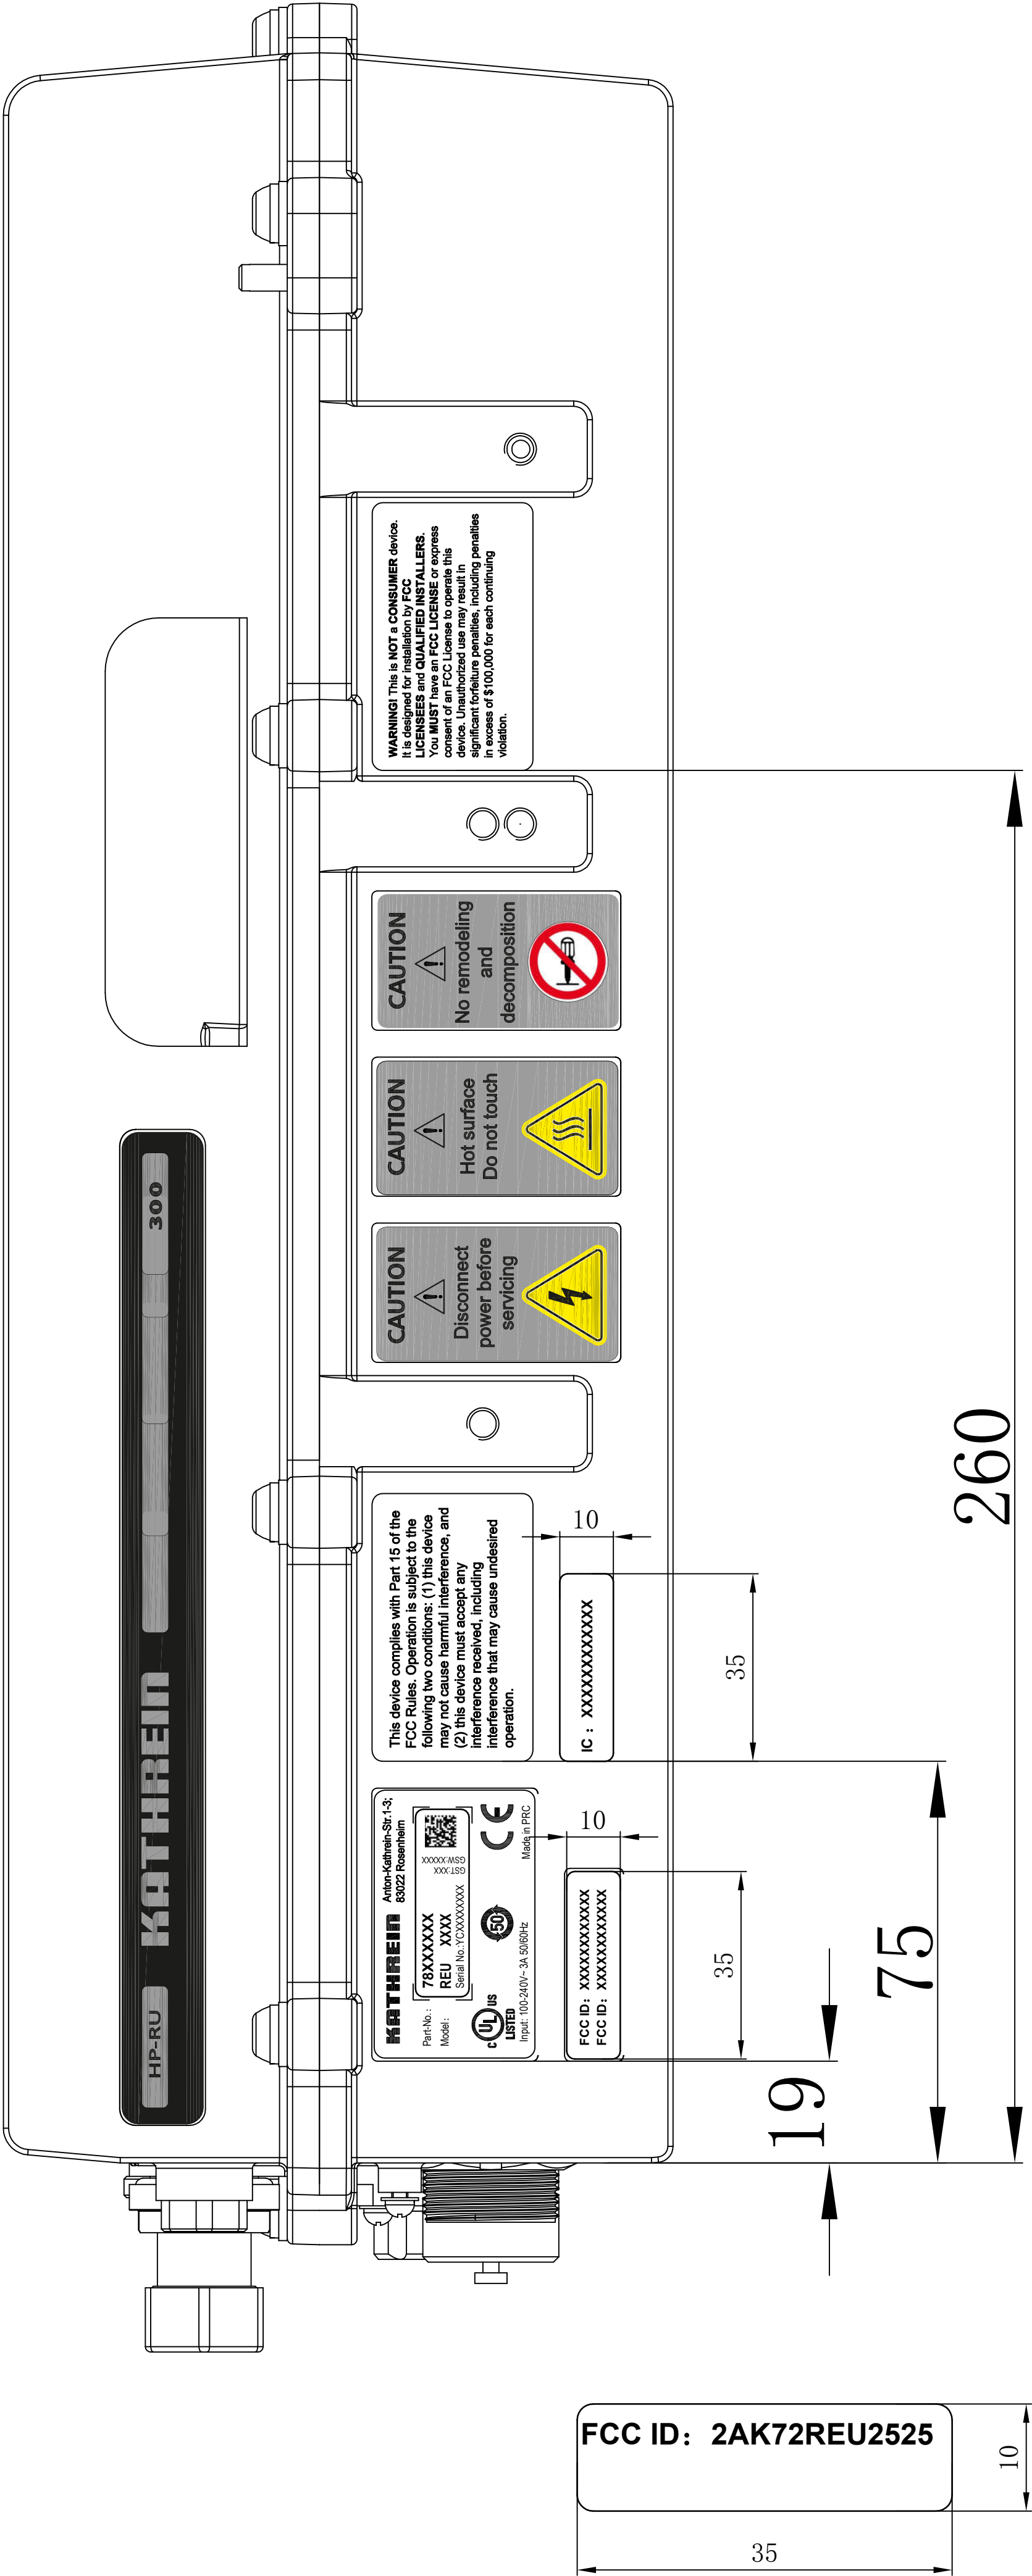 HP-RU
KATHREIN
300
KATHREIN
Anton-Kathrein-Str.1-3;
83022 Rosenheim
Part-No.:
78XXXXXX
Model:
REU XXXX
Serial No.:YCXXXXXXXXX
GST:XXX
GSW:XXXXX
C UL US
LISTED
50
CE
Input: 100-240V~ 3A 50/60Hz
Made in PRC
FCC ID: XXXXXXXXXXXXX
FCC ID: XXXXXXXXXXXXX
This device complies with Part 15 of the
FCC Rules. Operation is subject to the
following two conditions: (1) this device
may not cause harmful interference, and
(2) this device must accept any
interference received, including
interference that may cause undesired
operation.
IC : XXXXXXXXXXX
CAUTION
Disconnect
power before
servicing
CAUTION
Hot surface
Do not touch
CAUTION
No remodeling
and
decomposition
WARNING! This is NOT a CONSUMER device.
It is designed for installation by FCC
LICENSEES and QUALIFIED INSTALLERS.
You MUST have an FCC LICENSE or express
consent of an FCC License to operate this
device. Unauthorized use may result in
significant forfeiture penalties, including penalties
in excess of $100,000 for each continuing
violation.
10
35
10
35
19
75
260
FCC ID: 2AK72REU2525
10
35